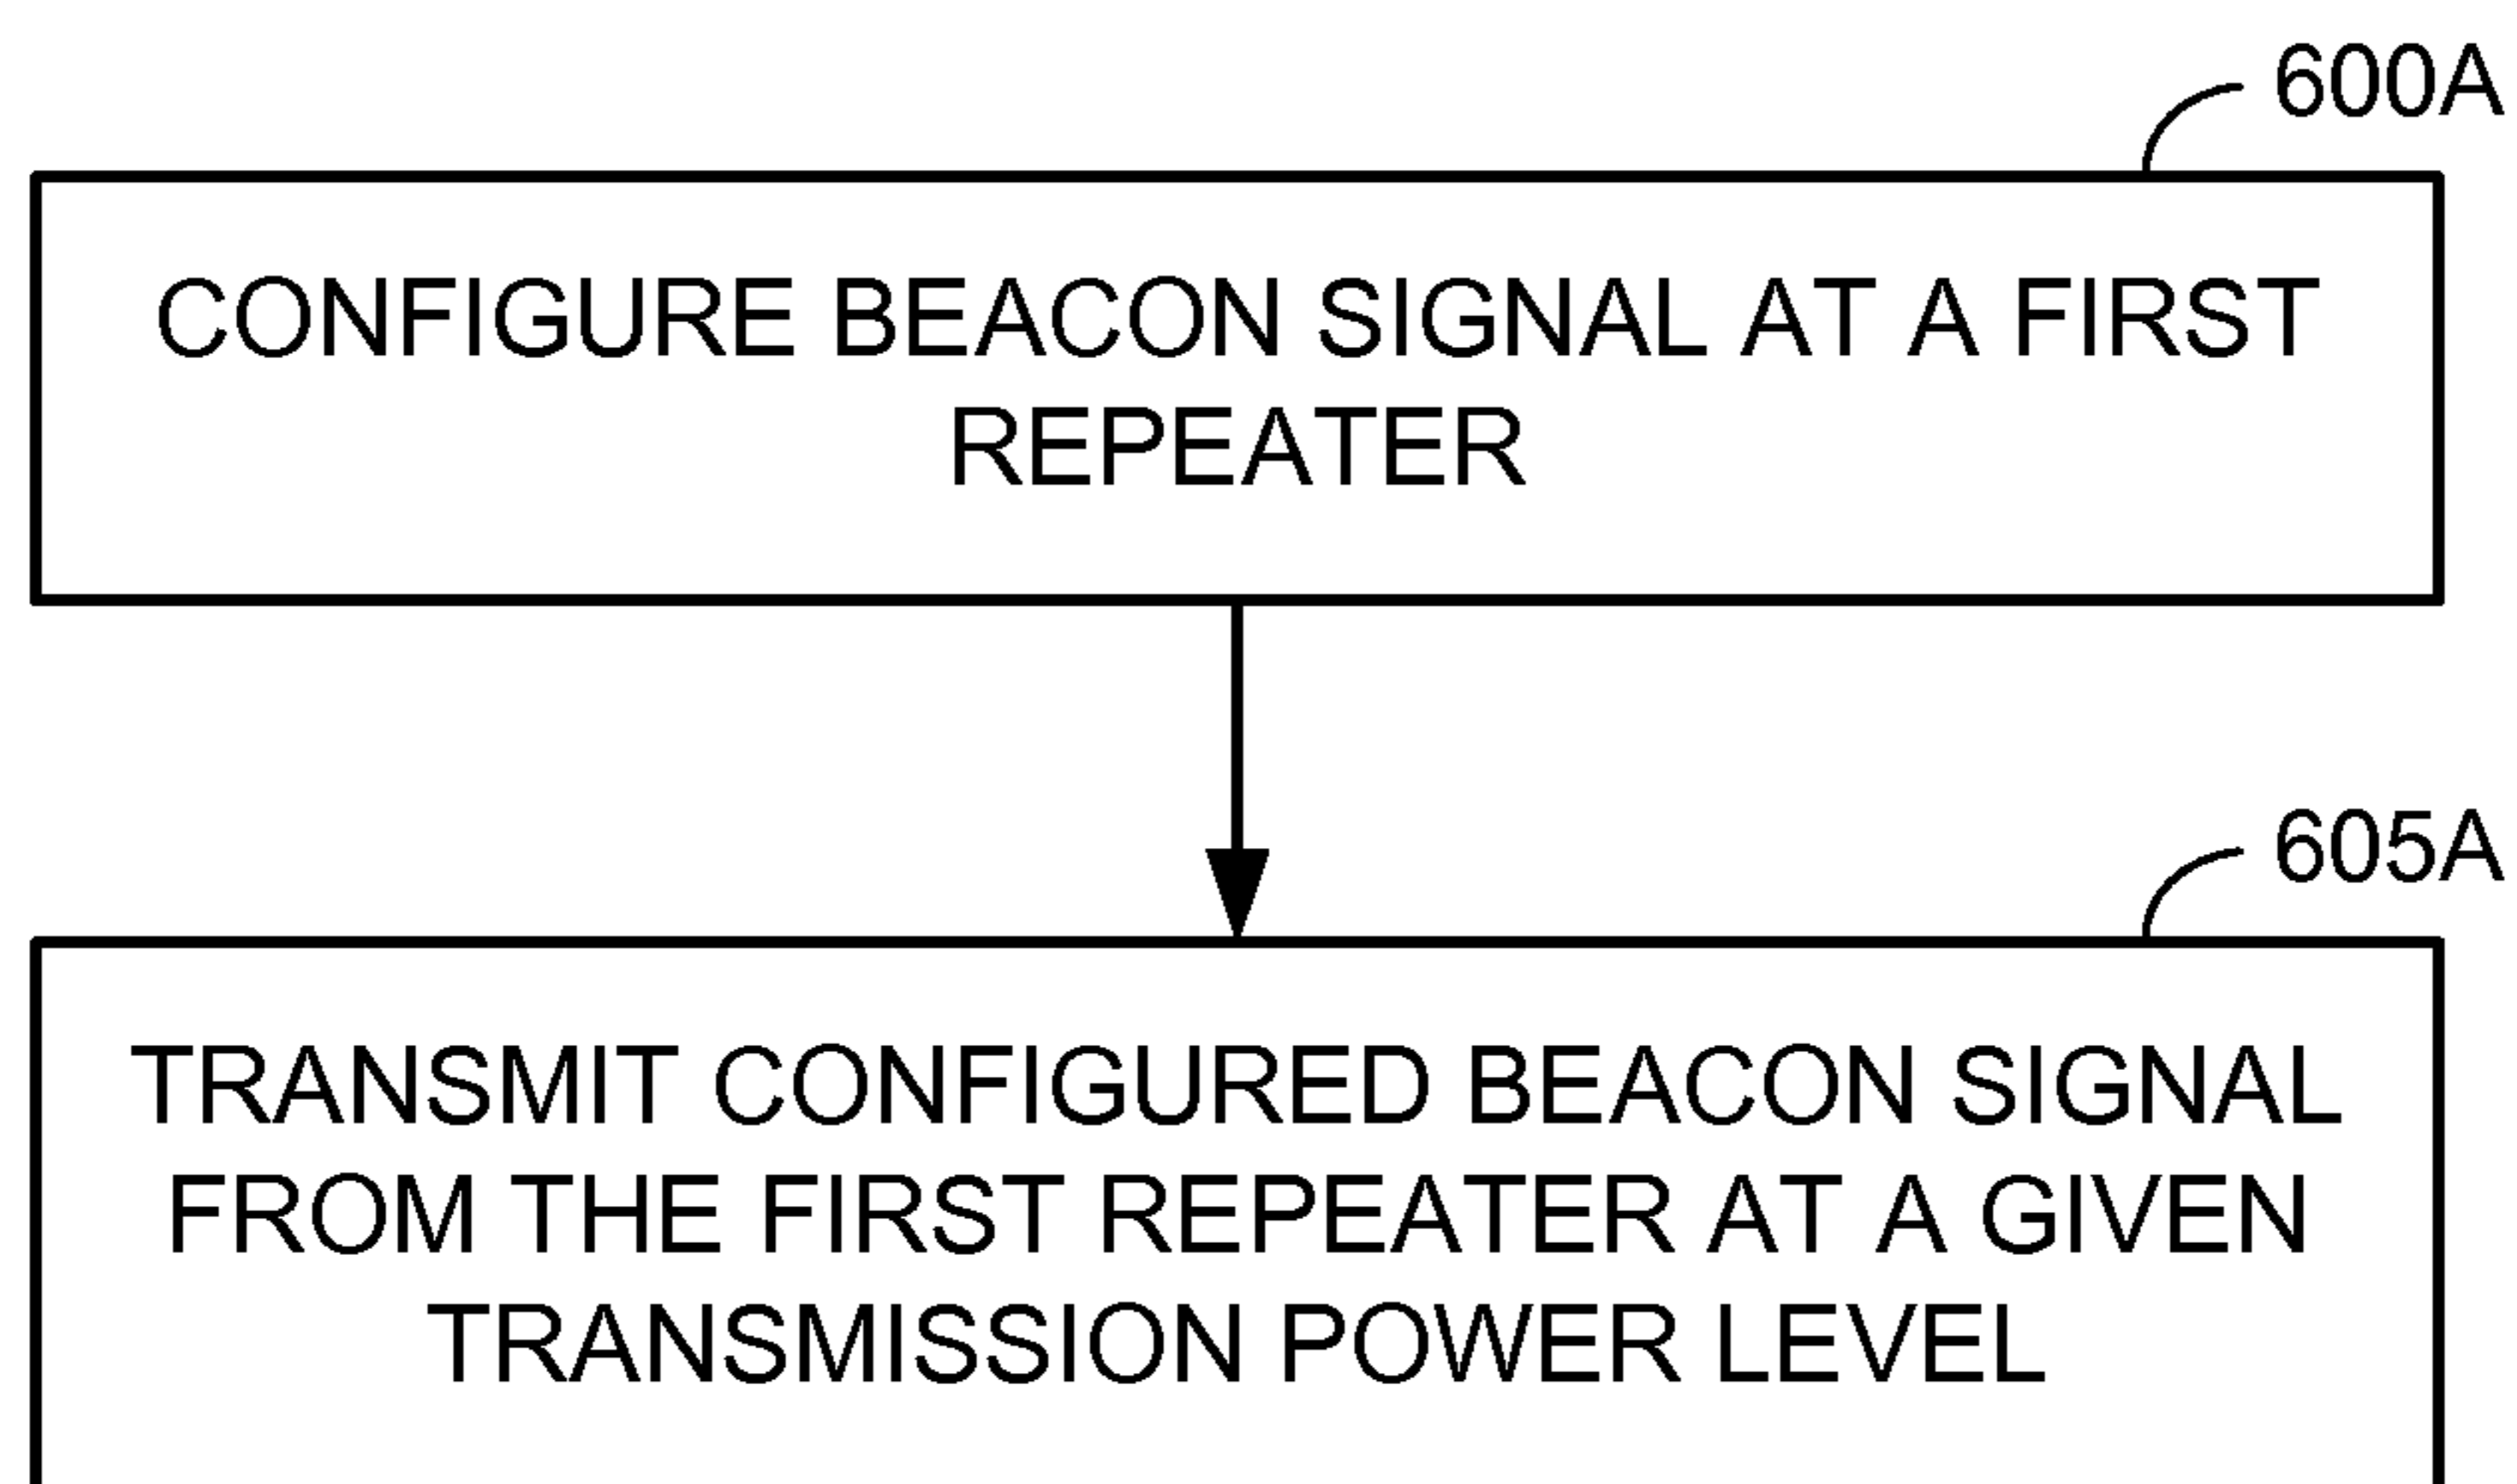 600A
CONFIGURE BEACON SIGNAL AT A FIRST
REPEATER
605A
TRANSMIT CONFIGURED BEACON SIGNAL
FROM THE FIRST REPEATER AT A GIVEN
TRANSMISSION POWER LEVEL